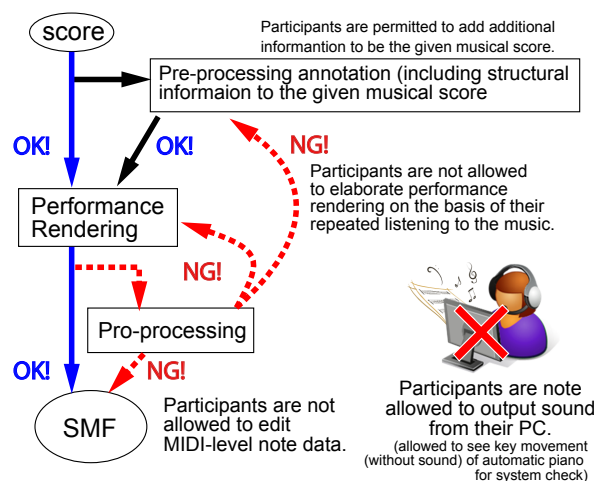 score
Participants are permitted to add additional
informantion to be the given musical score.
Pre-processing annotation (including structural
informaion to the given musical score
OK!
OK!
NG!
Participants are not allowed
to elaborate performance
rendering on the basis of their
repeated listening to the music.
Performance
Rendering
NG!
Pro-processing
OK!
NG!
SMF
Participants are not
allowed to edit
MIDI-level note data.
Participants are note
allowed to output sound
from their PC.
(allowed to see key movement
(without sound) of automatic piano
for system check)